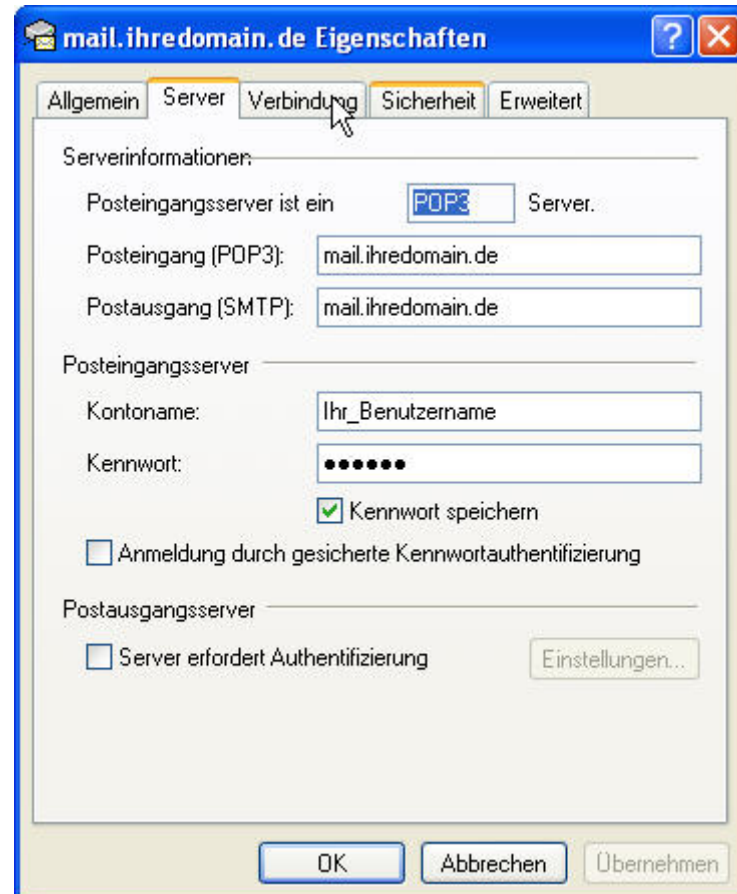 mail.ihredomain.de Eigenschaften
Allgemein Server Verbindung Sicherheit Erweitert
Serverinformationen
Posteingangsserver ist ein POP3 Server.
Posteingang (POP3): mail.ihredomain.de
Postausgang (SMTP): mail.ihredomain.de
Posteingangsserver
Kontoname: Ihr_Benutzername
Kennwort: ●●●●●●
Kennwort speichern
Anmeldung durch gesicherte Kennwortauthentifizierung
Postausgangsserver
Server erfordert Authentifizierung Einstellungen...
OK Abbrechen Übernehmen